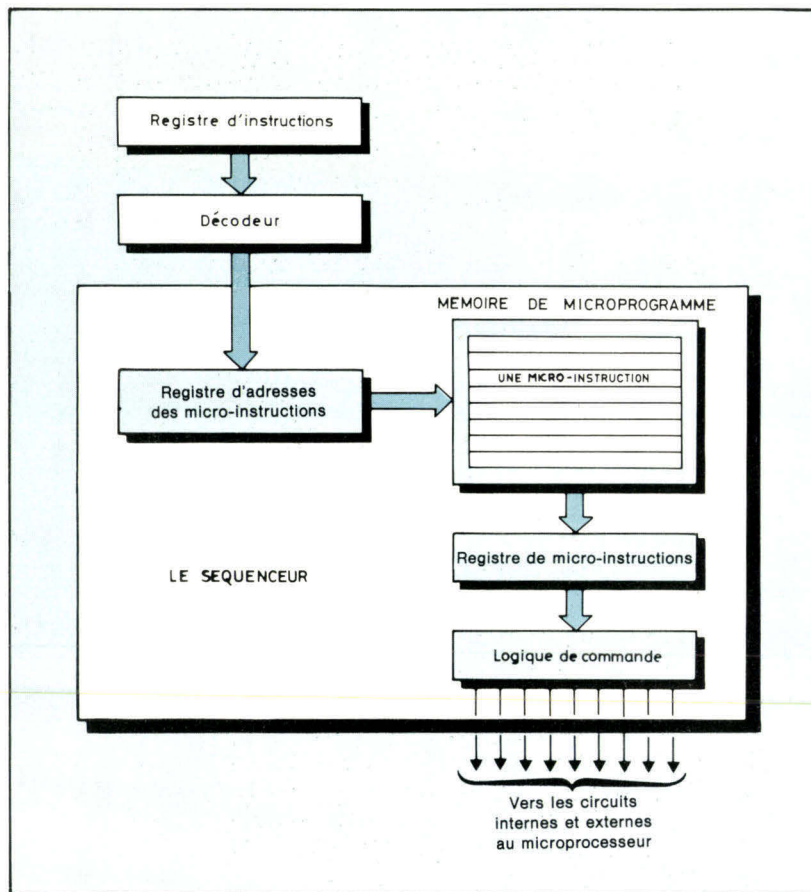 Registre d'instructions
Décodeur
MEMOIRE DE MICROPROGRAMME
UNE MICRO-INSTRUCTION
Registre d'adresses
des micro-instructions
Registre de micro-instructions
LE SEQUENCEUR
Logique de commande
Vers les circuits
internes et externes
au microprocesseur